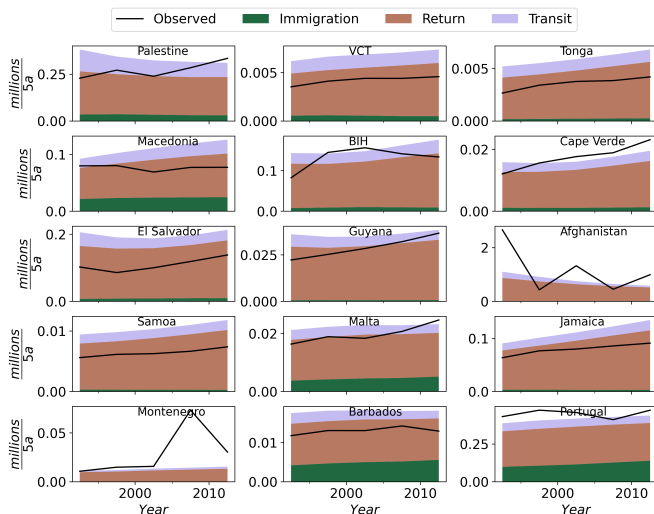 Observed Immigration Return Transit
Palestine VCT Tonga
millions
5a
0.25
0.00
0.005
0.000
0.005
0.000
Macedonia BIH Cape Verde
millions
5a
0.1
0.0
0.1
0.0
0.02
0.00
El Salvador Guyana Afghanistan
millions
5a
0.2
0.0
0.025
0.000
2
0
Samoa Malta Jamaica
millions
5a
0.01
0.00
0.02
0.00
0.1
0.0
Montenegro Barbados Portugal
millions
5a
0.05
0.00
0.01
0.00
0.25
0.00
2000 2010 2000 2010 2000 2010
Year Year Year